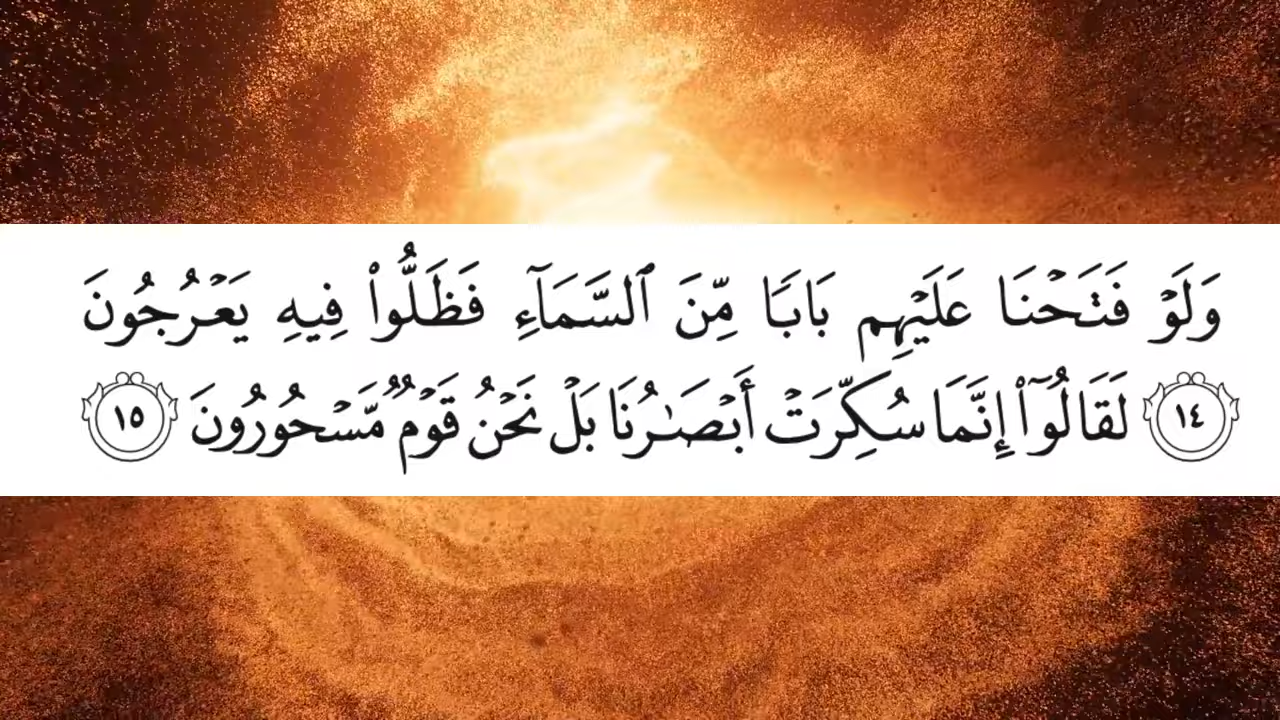 وَلَوۡ فَتَحۡنَا عَلَيۡهِم بَابٗا مِّنَ ٱلسَّمَآءِ فَظَلُّواْ فِيهِ يَعۡرُجُونَ
١٤ لَقَالُوٓاْ إِنَّمَا سُكِّرَتۡ أَبۡصَٰرُنَا بَلۡ نَحۡنُ قَوۡمٞ مَّسۡحُورُونَ ١٥